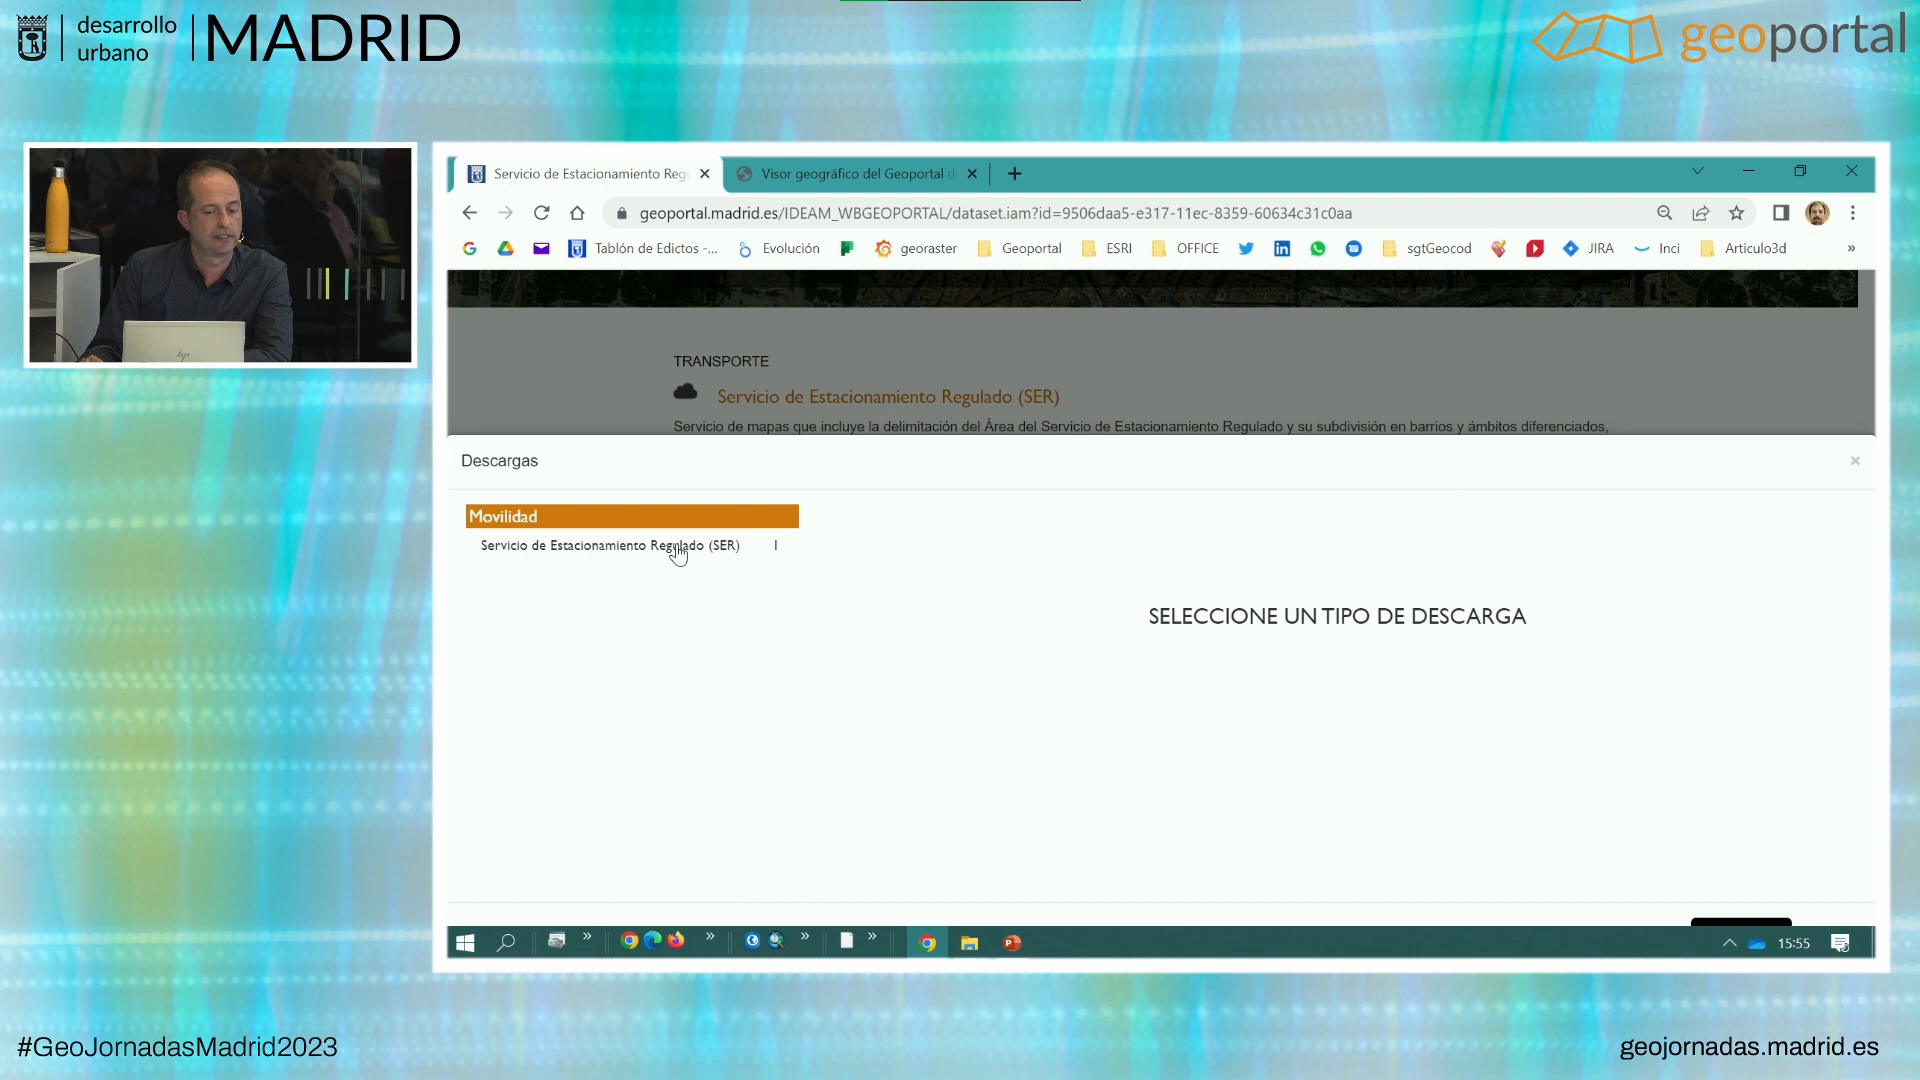 desarrollo
urbano
MADRID
geoportal
Servicio de Estacionamiento Reg
Visor geográfico del Geoportal d
geoportal.madrid.es/IDEAM_WBGEOPORTAL/dataset.iam?id=9506daa5-e317-11ec-8359-60634c31c0aa
Tablón de Edictos -...
Evolución
georaster
Geoportal
ESRI
OFFICE
sgtGeocod
JIRA
Inci
Articulo3d
TRANSPORTE
Servicio de Estacionamiento Regulado (SER)
Servicio de mapas que incluye la delimitación del Área del Servicio de Estacionamiento Regulado y su subdivisión en barrios y ámbitos diferenciados,
Descargas
Movilidad
Servicio de Estacionamiento Regulado (SER) 1
SELECCIONE UN TIPO DE DESCARGA
15:55
#GeoJornadasMadrid2023
geojornadas.madrid.es